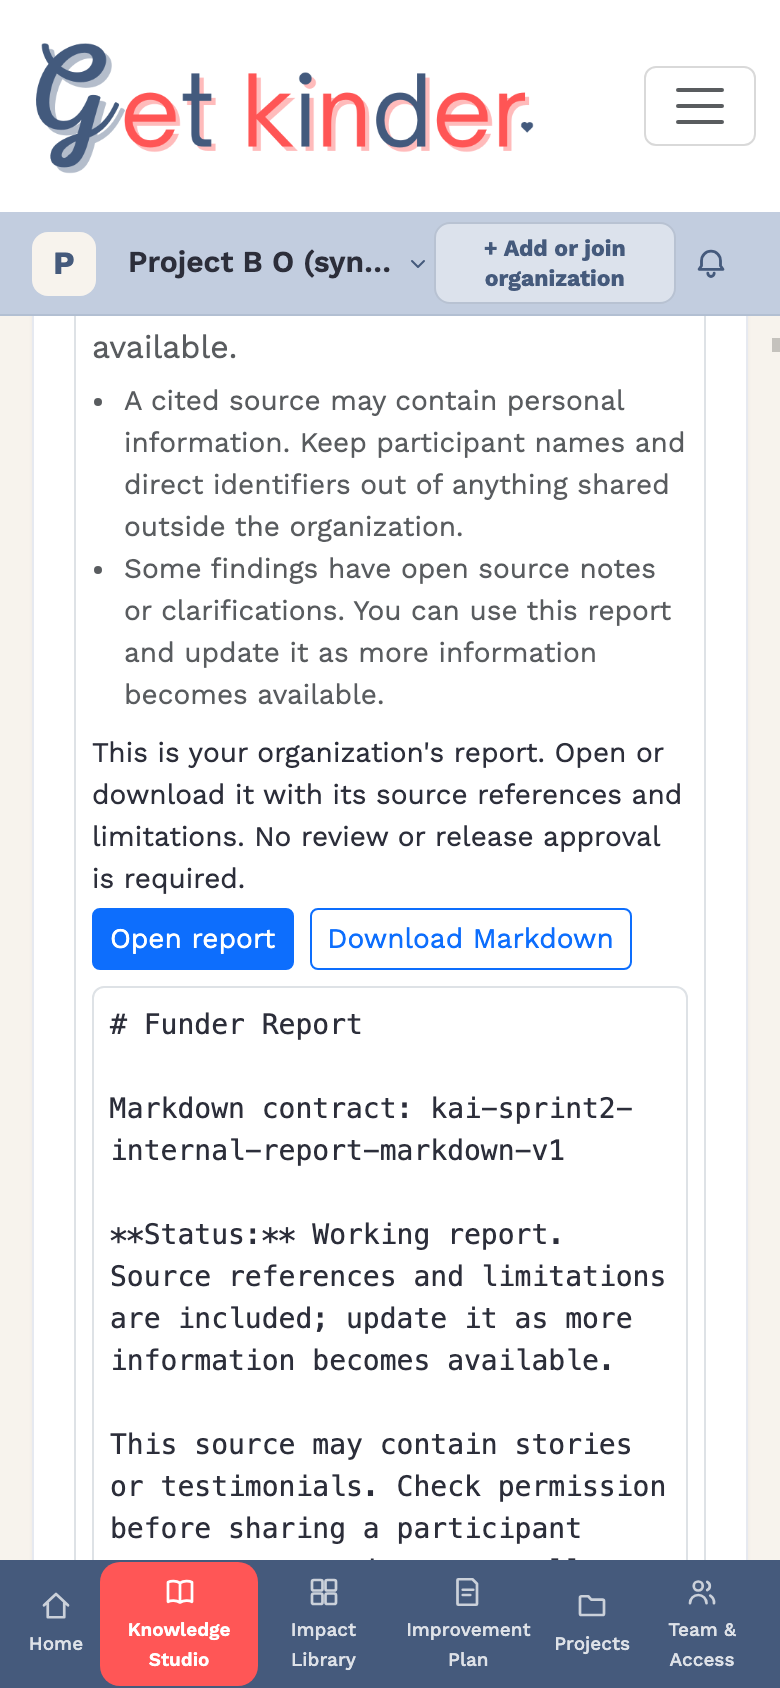 Get kinder
P
Project B O (syn...
+ Add or join
organization
available.
• A cited source may contain personal
information. Keep participant names and
direct identifiers out of anything shared
outside the organization.
• Some findings have open source notes
or clarifications. You can use this report
and update it as more information
becomes available.
This is your organization's report. Open or
download it with its source references and
limitations. No review or release approval
is required.
Open report
Download Markdown
# Funder Report
Markdown contract: kai-sprint2-
internal-report-markdown-v1
**Status:** Working report.
Source references and limitations
are included; update it as more
information becomes available.
This source may contain stories
or testimonials. Check permission
before sharing a participant
Home
Knowledge
Studio
Impact
Library
Improvement
Plan
Projects
Team &
Access